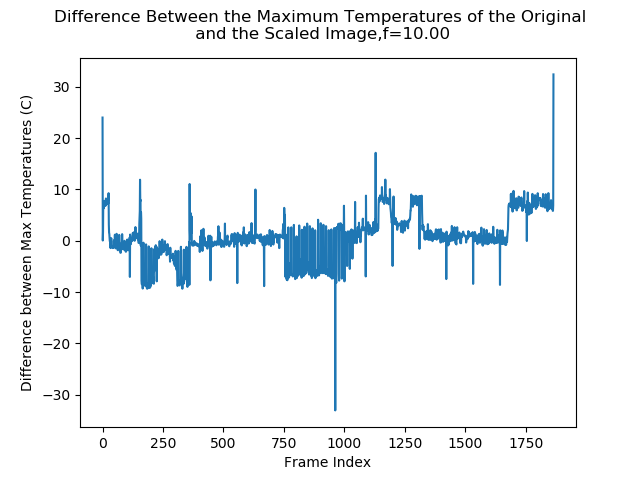 Difference Between the Maximum Temperatures of the Original
and the Scaled Image,f=10.00
Difference between Max Temperatures (C)
30
20
10
0
−10
−20
−30
0 250 500 750 1000 1250 1500 1750
Frame Index